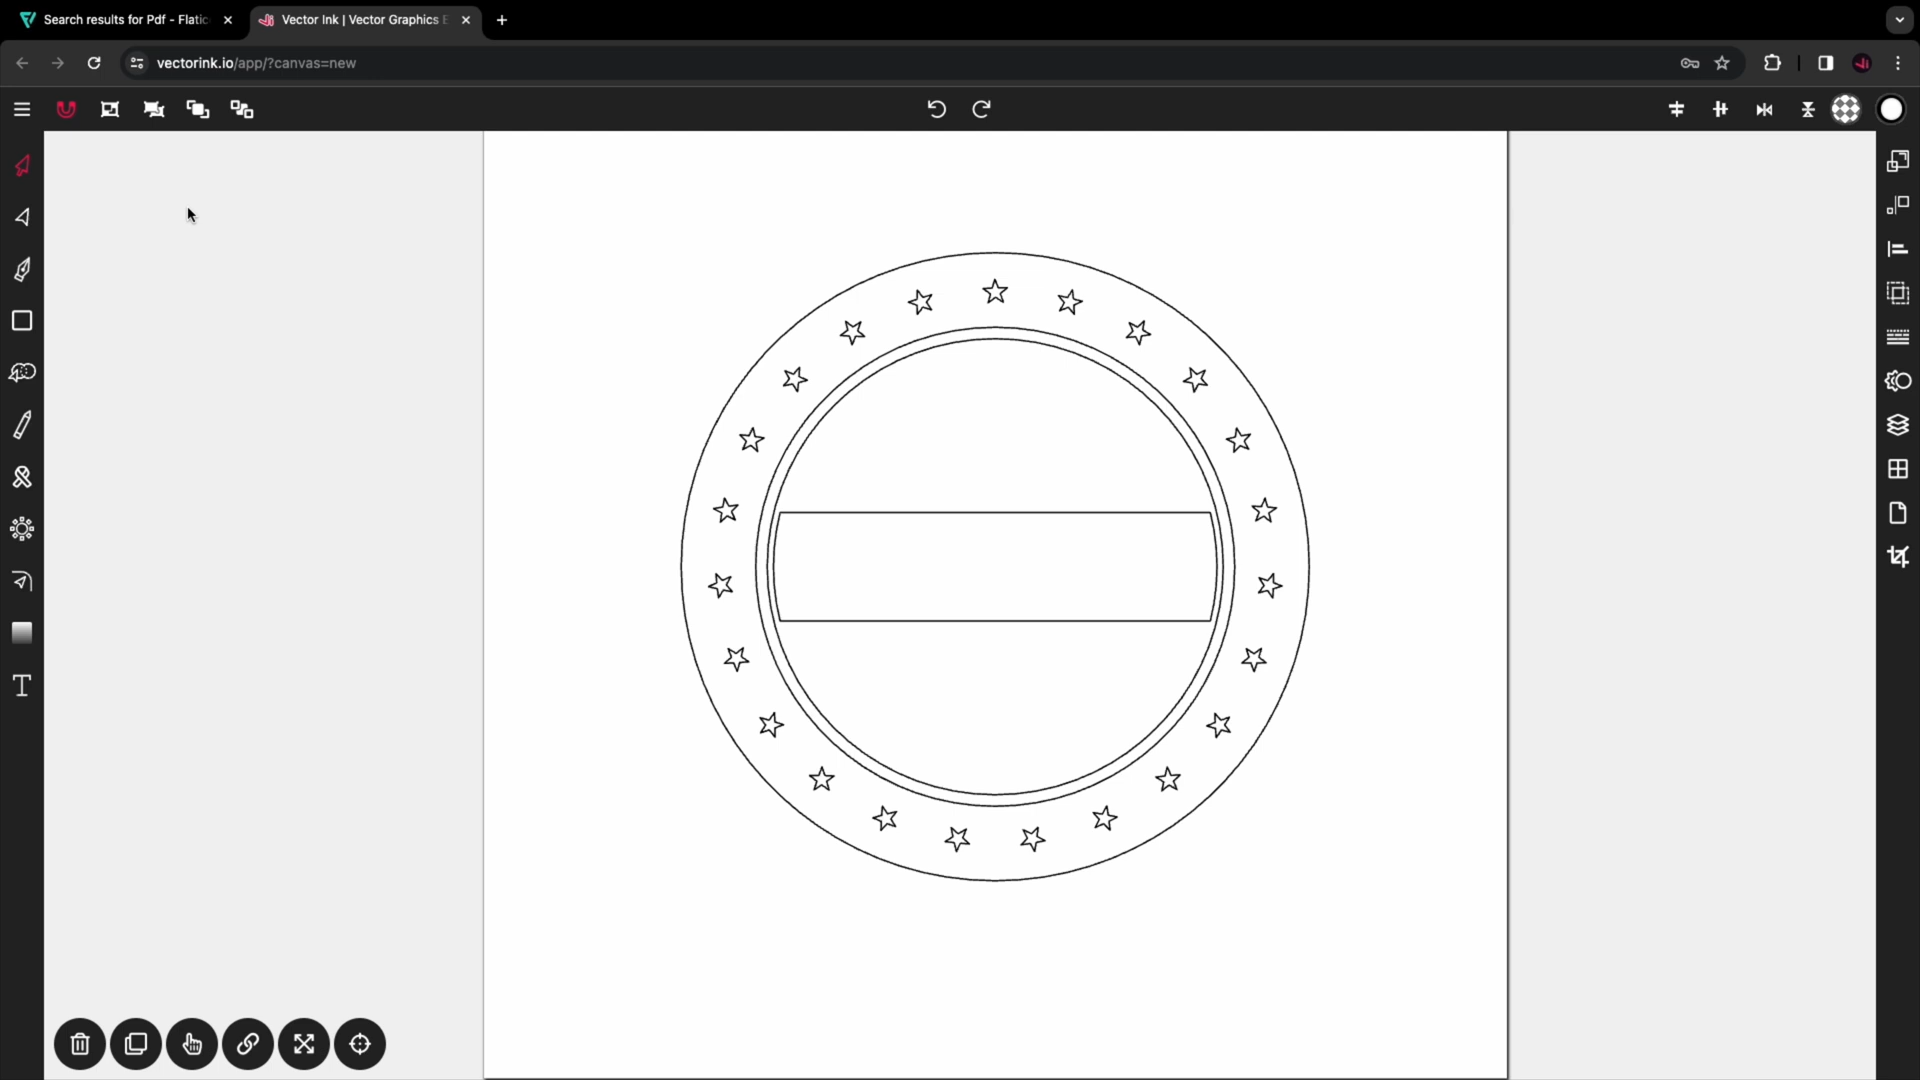 Search results for Pdf - Flatic
Vector Ink | Vector Graphics E
vectorink.io/app/?canvas=new